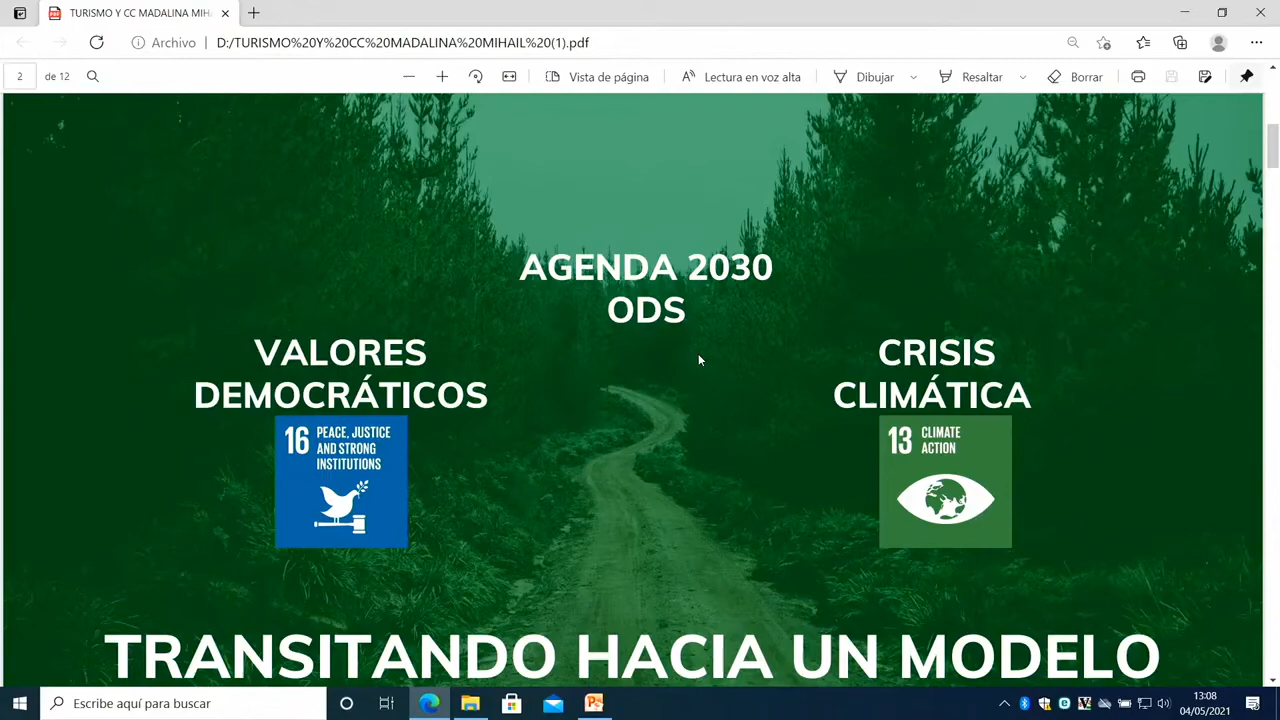 TURISMO Y CC MADALINA MIHA
Archivo
D:/TURISMO%20Y%20CC%20MADALINA%20MIHAIL%20(1).pdf
2
de 12
Vista de página
Lectura en voz alta
Dibujar
Resaltar
Borrar
AGENDA 2030
ODS
VALORES
DEMOCRÁTICOS
16 PEACE, JUSTICE
AND STRONG
INSTITUTIONS
CRISIS
CLIMÁTICA
13 CLIMATE
ACTION
TRANSITANDO HACIA UN MODELO
Escribe aquí para buscar
13:08
04/05/2021